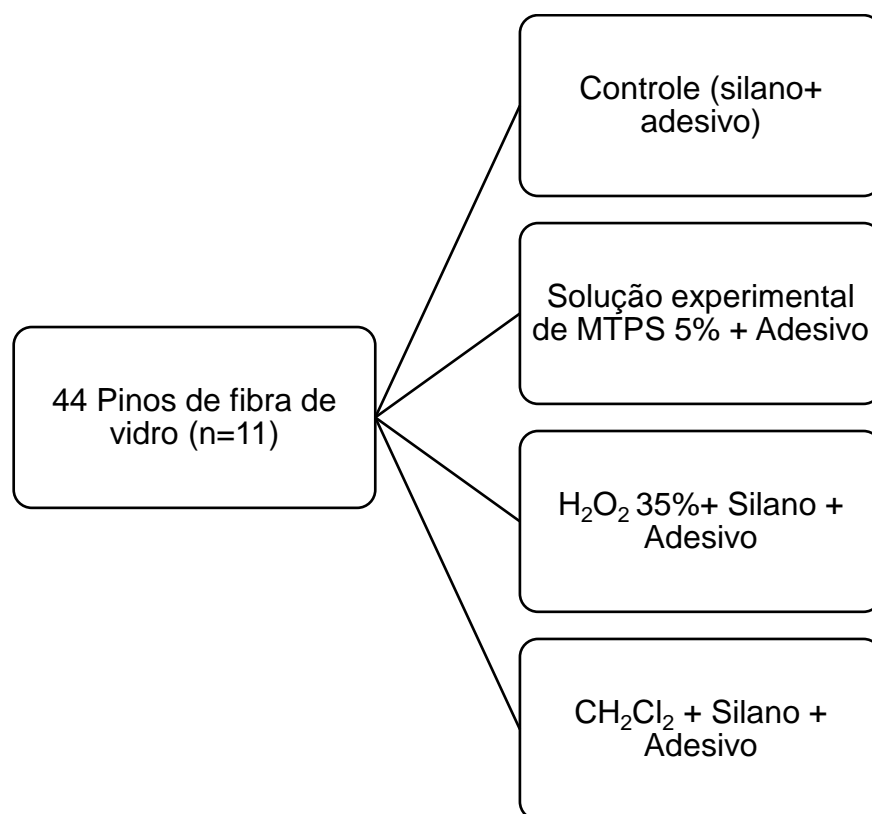 44 Pinos de fibra de
vidro (n=11)
Controle (silano+
adesivo)
Solução experimental
de MTPS 5% + Adesivo
H₂O₂ 35%+ Silano +
Adesivo
CH₂Cl₂ + Silano +
Adesivo